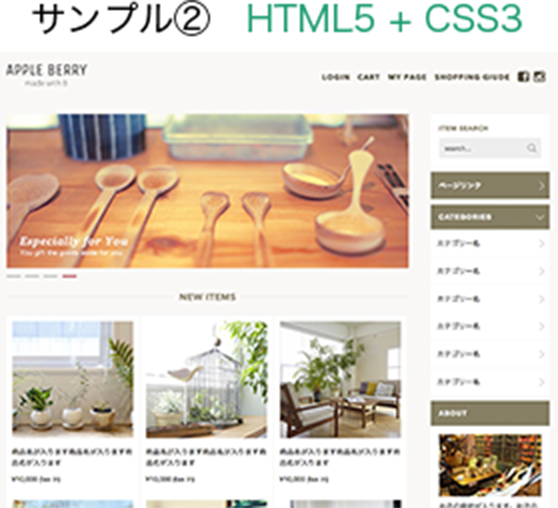 サンプル② HTML5 + CSS3
APPLE BERRY
made with B
LOGIN CART MY PAGE SHOPPING GIUDE
ITEM SEARCH
search...
ページリンク
CATEGORIES
カテゴリー名
カテゴリー名
カテゴリー名
カテゴリー名
カテゴリー名
カテゴリー名
ABOUT
Especially for You
You gift the goods made for you
NEW ITEMS
商品名が入ります商品名が入ります商品名が入ります
¥10,000 (tax in)
商品名が入ります商品名が入ります商品名が入ります
¥10,000 (tax in)
商品名が入ります商品名が入ります商品名が入ります
¥10,000 (tax in)